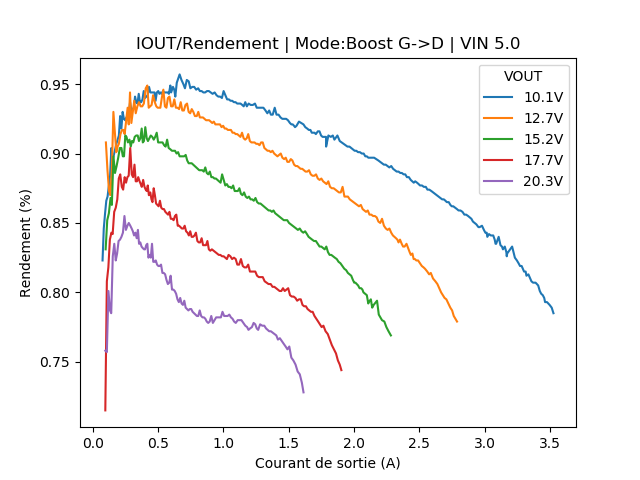 IOUT/Rendement | Mode:Boost G->D | VIN 5.0
VOUT
10.1V
12.7V
15.2V
17.7V
20.3V
Rendement (%)
0.95
0.90
0.85
0.80
0.75
0.0 0.5 1.0 1.5 2.0 2.5 3.0 3.5
Courant de sortie (A)